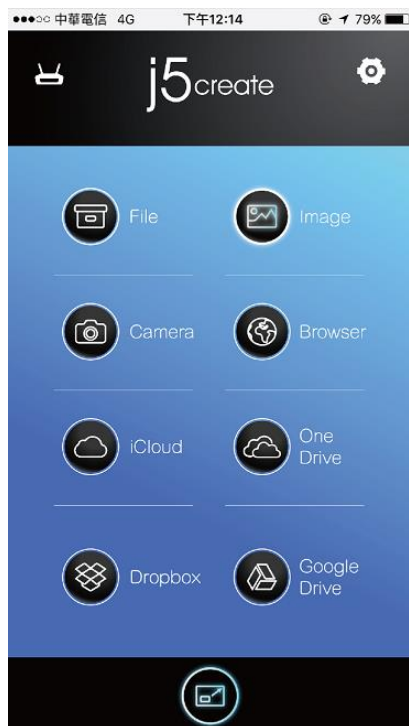 中華電信 4G 下午12:14 79%
j5create
File Image
Camera Browser
iCloud One Drive
Dropbox Google Drive